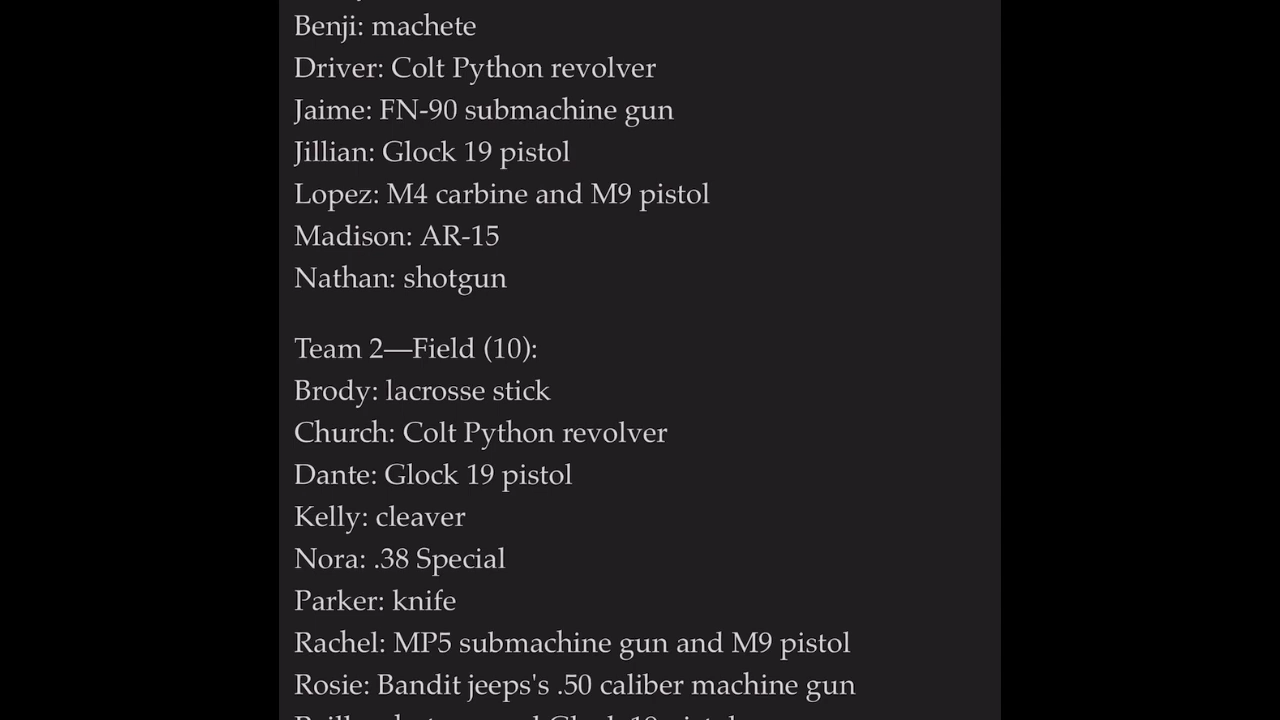 Benji: machete
Driver: Colt Python revolver
Jaime: FN-90 submachine gun
Jillian: Glock 19 pistol
Lopez: M4 carbine and M9 pistol
Madison: AR-15
Nathan: shotgun
Team 2—Field (10):
Brody: lacrosse stick
Church: Colt Python revolver
Dante: Glock 19 pistol
Kelly: cleaver
Nora: .38 Special
Parker: knife
Rachel: MP5 submachine gun and M9 pistol
Rosie: Bandit jeeps's .50 caliber machine gun